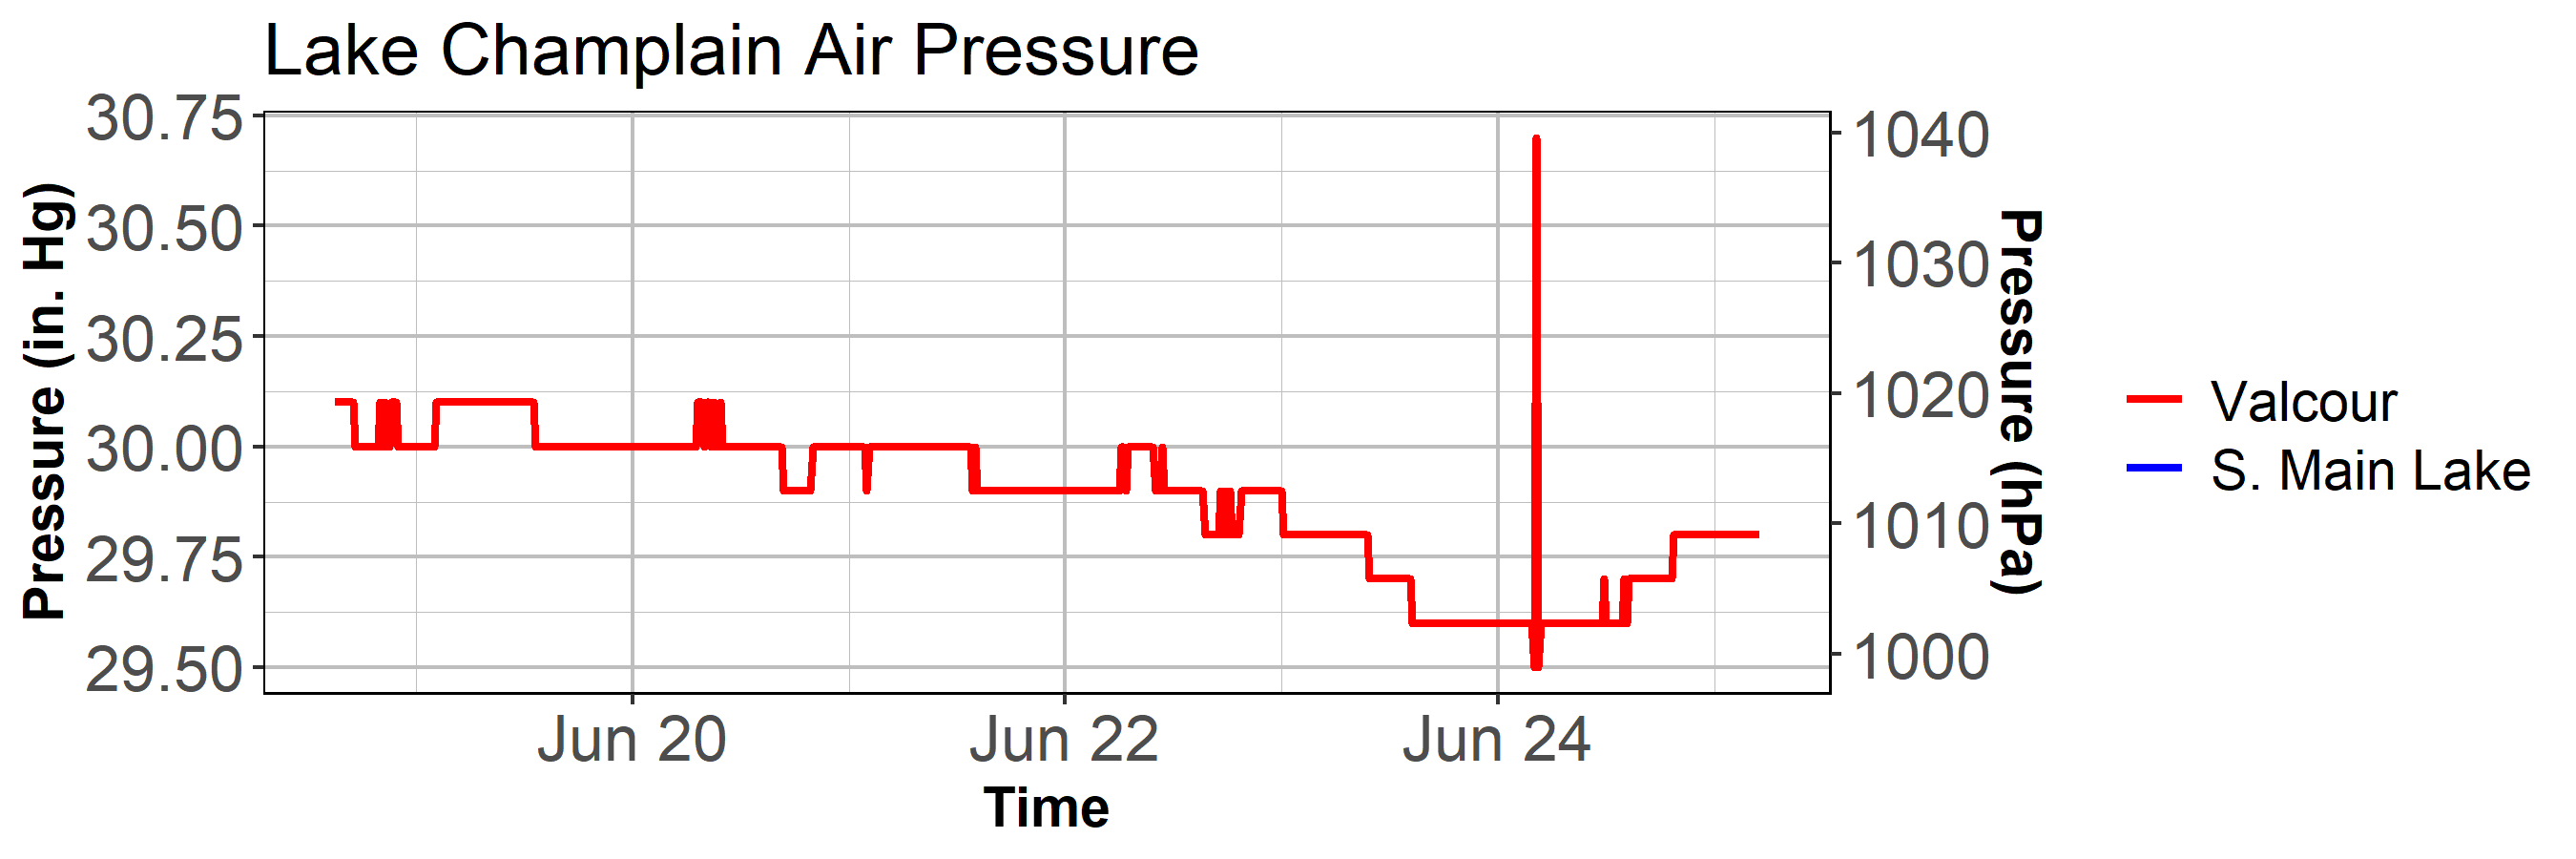 Lake Champlain Air Pressure
Pressure (in. Hg)
30.75
30.50
30.25
30.00
29.75
29.50
1040
1030
1020
1010
1000
Pressure (hPa)
Jun 20 Jun 22 Jun 24
Time
Valcour
S. Main Lake